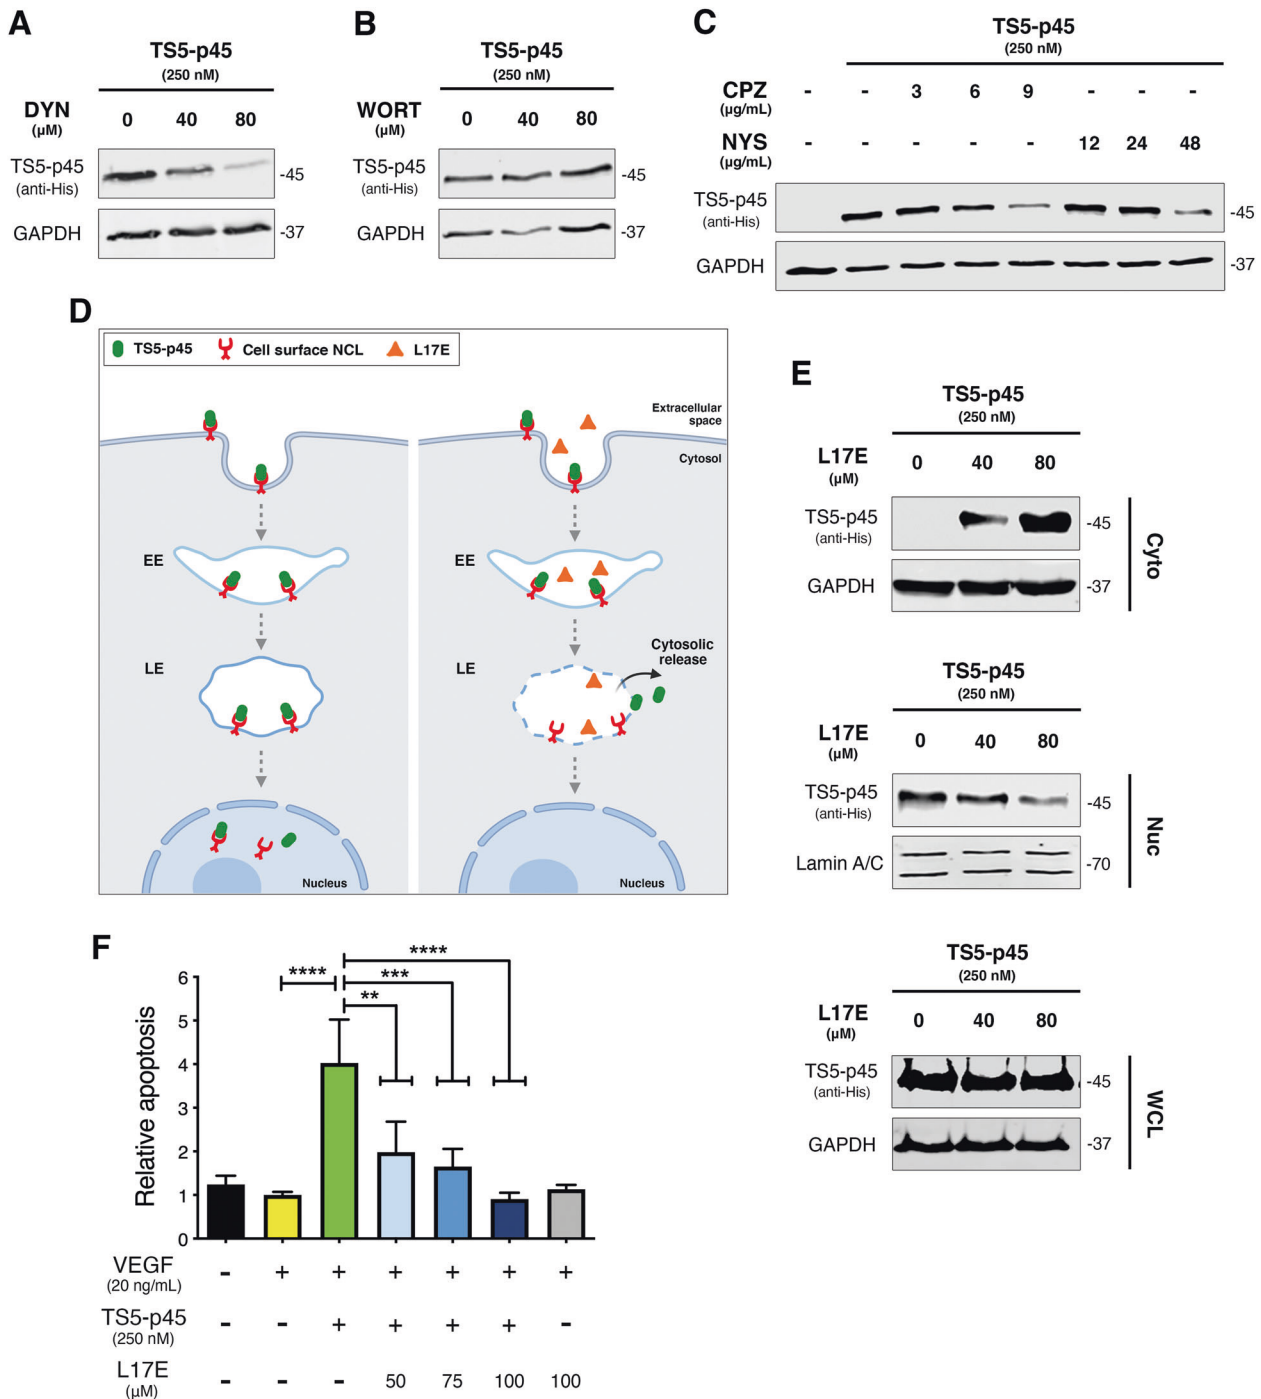 A
TS5-p45
(250 nM)
DYN
(µM)
0 40 80
TS5-p45
(anti-His)
-45
GAPDH
-37
B
TS5-p45
(250 nM)
WORT
(µM)
0 40 80
TS5-p45
(anti-His)
-45
GAPDH
-37
C
TS5-p45
(250 nM)
CPZ
(µg/mL)
- - 3 6 9 - - -
NYS
(µg/mL)
- - - - - 12 24 48
TS5-p45
(anti-His)
-45
GAPDH
-37
D
TS5-p45 Cell surface NCL L17E
Extracellular
space
Cytosol
EE
EE
LE
LE
Cytosolic
release
Nucleus
Nucleus
E
TS5-p45
(250 nM)
L17E
(µM)
0 40 80
TS5-p45
(anti-His)
-45
GAPDH
-37
Cyto
TS5-p45
(250 nM)
L17E
(µM)
0 40 80
TS5-p45
(anti-His)
-45
Lamin A/C
-70
Nuc
TS5-p45
(250 nM)
L17E
(µM)
0 40 80
TS5-p45
(anti-His)
-45
GAPDH
-37
WCL
F
Relative apoptosis
6
5
4
3
2
1
0
****
***
****
**
VEGF
(20 ng/mL)
- + + + + + +
TS5-p45
(250 nM)
- - + + + + -
L17E
(µM)
- - - 50 75 100 100